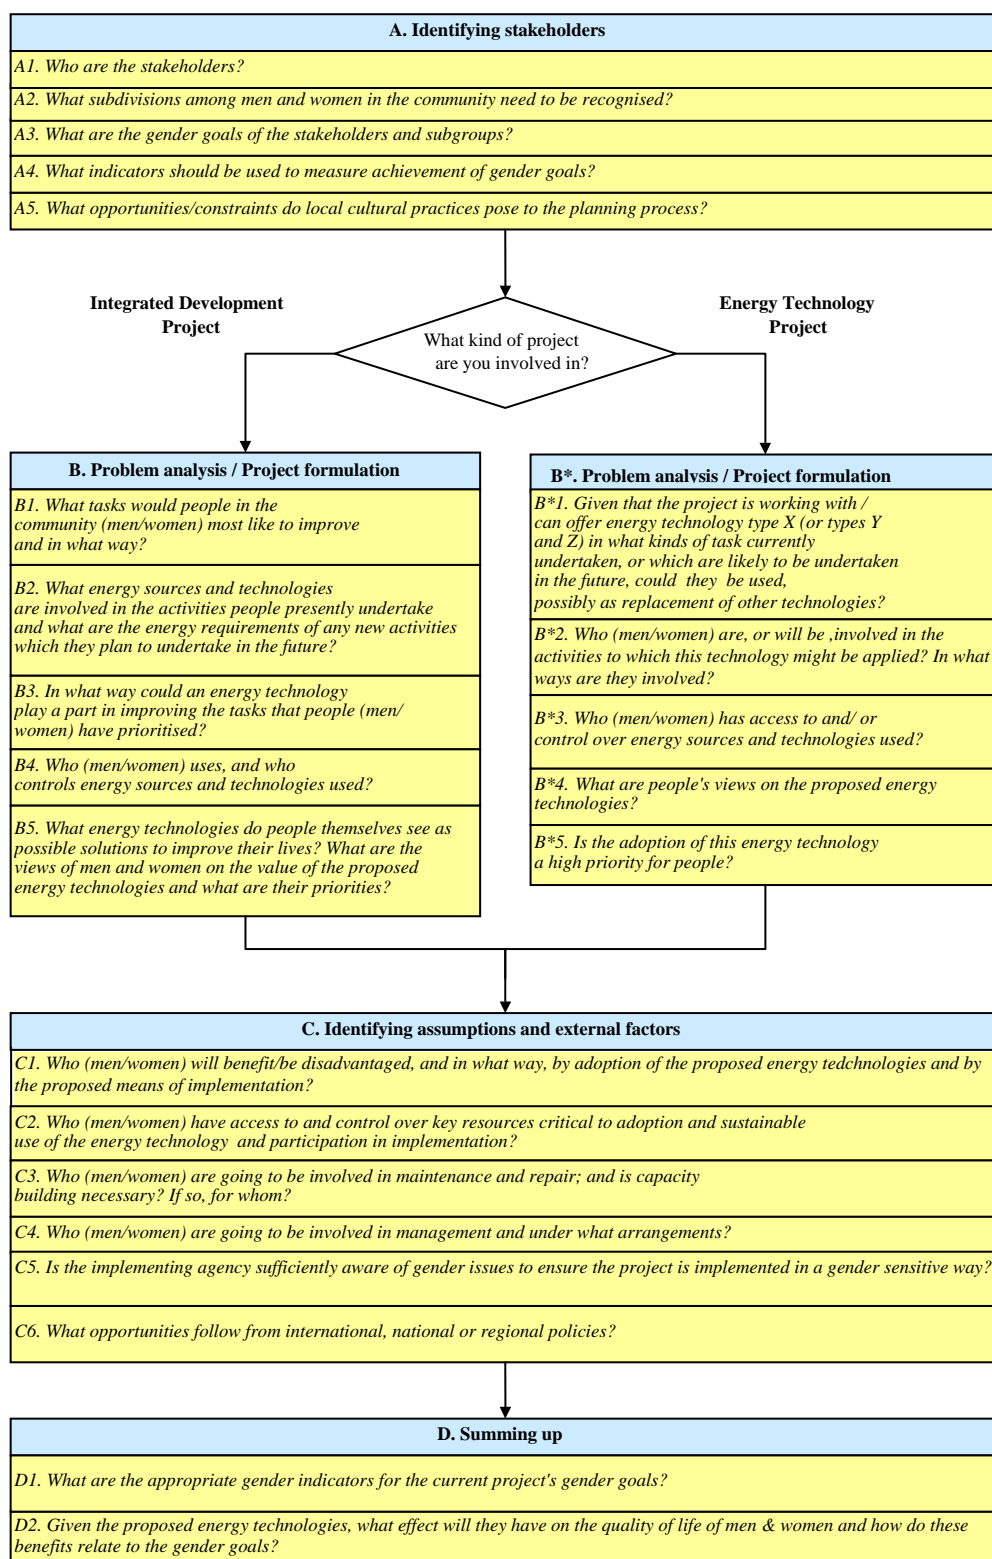 A. Identifying stakeholders
A1. Who are the stakeholders?
A2. What subdivisions among men and women in the community need to be recognised?
A3. What are the gender goals of the stakeholders and subgroups?
A4. What indicators should be used to measure achievement of gender goals?
A5. What opportunities/constraints do local cultural practices pose to the planning process?
Integrated Development
Project
Energy Technology
Project
What kind of project
are you involved in?
B. Problem analysis / Project formulation
B1. What tasks would people in the
community (men/women) most like to improve
and in what way?
B2. What energy sources and technologies
are involved in the activities people presently undertake
and what are the energy requirements of any new activities
which they plan to undertake in the future?
B3. In what way could an energy technology
play a part in improving the tasks that people (men/
women) have prioritised?
B4. Who (men/women) uses, and who
controls energy sources and technologies used?
B5. What energy technologies do people themselves see as
possible solutions to improve their lives? What are the
views of men and women on the value of the proposed
energy technologies and what are their priorities?
B*. Problem analysis / Project formulation
B*1. Given that the project is working with /
can offer energy technology type X (or types Y
and Z) in what kinds of task currently
undertaken, or which are likely to be undertaken
in the future, could  they  be used,
possibly as replacement of other technologies?
B*2. Who (men/women) are, or will be ,involved in the
activities to which this technology might be applied? In what
ways are they involved?
B*3. Who (men/women) has access to and/ or
control over energy sources and technologies used?
B*4. What are people's views on the proposed energy
technologies?
B*5. Is the adoption of this energy technology
a high priority for people?
C. Identifying assumptions and external factors
C1. Who (men/women) will benefit/be disadvantaged, and in what way, by adoption of the proposed energy tedchnologies and by
the proposed means of implementation?
C2. Who (men/women) have access to and control over key resources critical to adoption and sustainable
use of the energy technology  and participation in implementation?
C3. Who (men/women) are going to be involved in maintenance and repair; and is capacity
building necessary? If so, for whom?
C4. Who (men/women) are going to be involved in management and under what arrangements?
C5. Is the implementing agency sufficiently aware of gender issues to ensure the project is implemented in a gender sensitive way?
C6. What opportunities follow from international, national or regional policies?
D. Summing up
D1. What are the appropriate gender indicators for the current project's gender goals?
D2. Given the proposed energy technologies, what effect will they have on the quality of life of men & women and how do these
benefits relate to the gender goals?